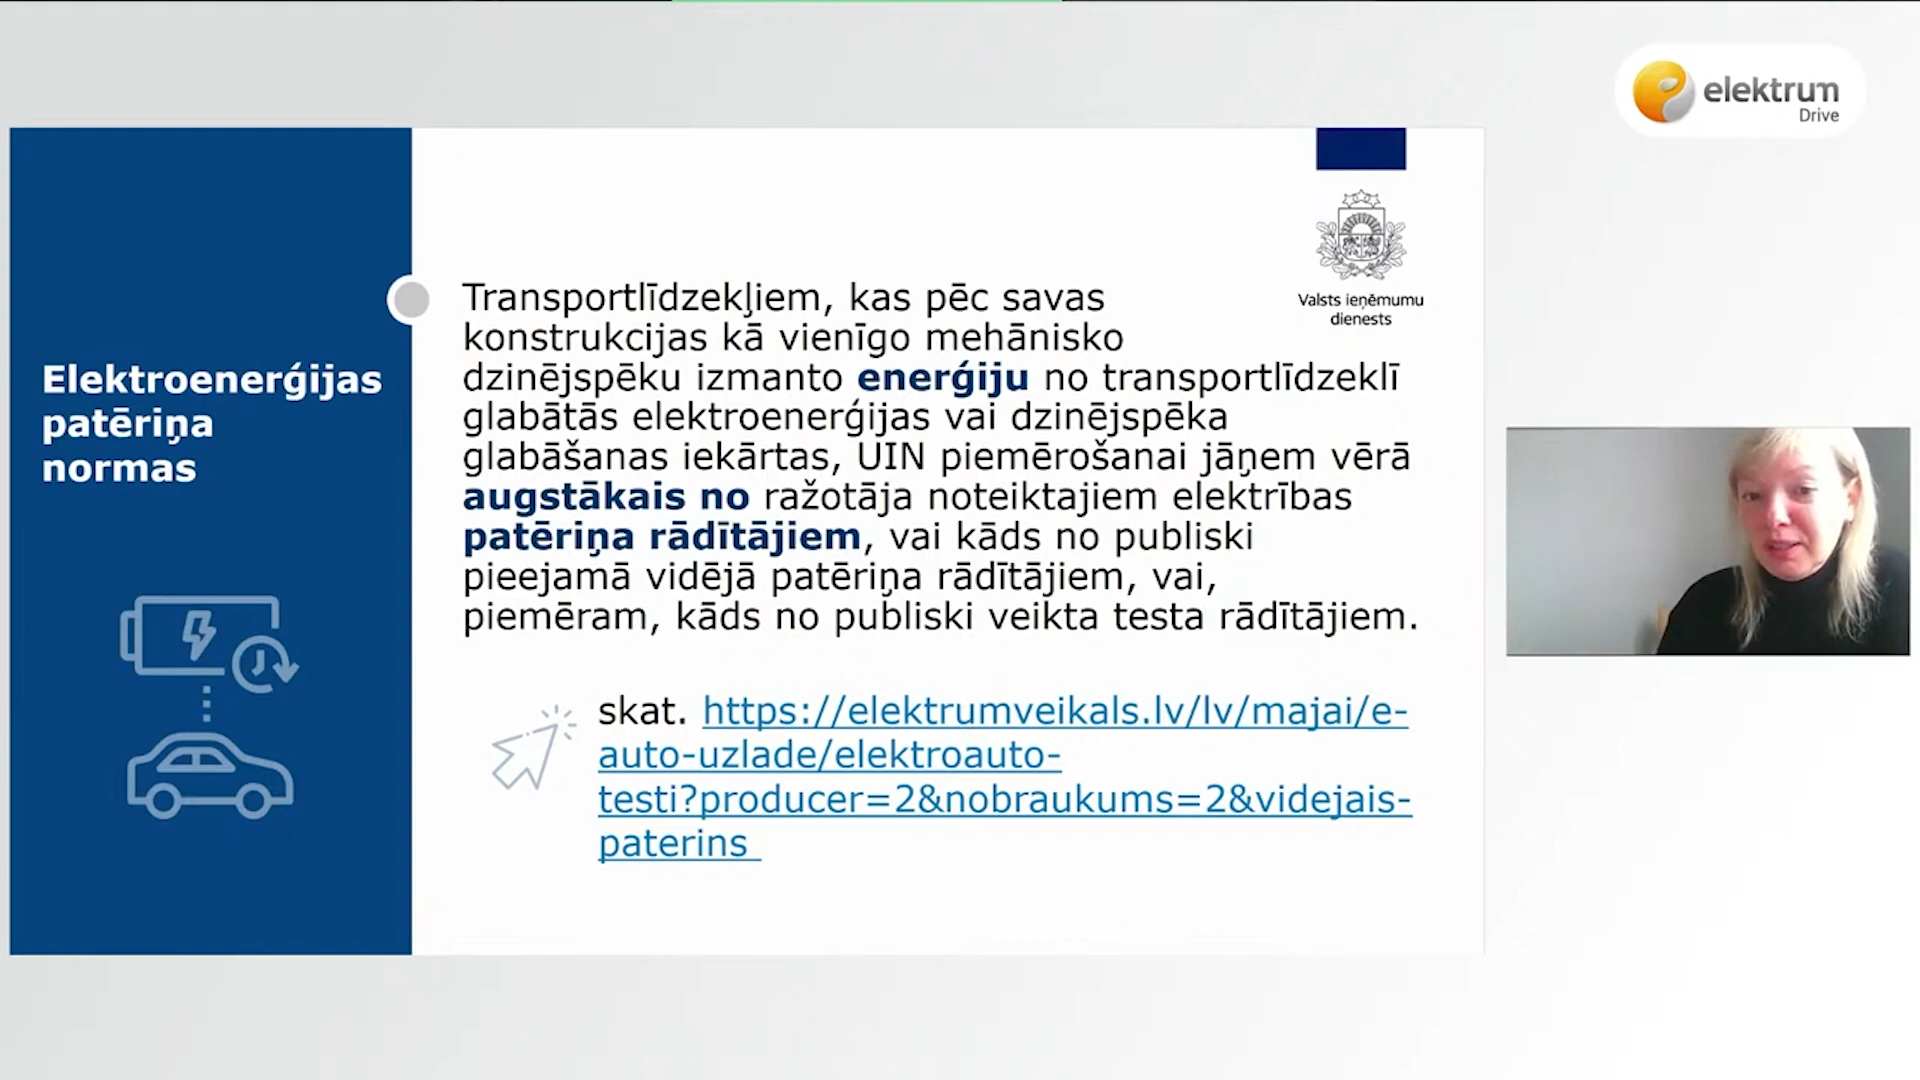 elektrum
Drive
Valsts ieņēmumu
dienests
Elektroenerģijas
patēriņa
normas
Transportlīdzekļiem, kas pēc savas
konstrukcijas kā vienīgo mehānisko
dzinējspēku izmanto enerģiju no transportlīdzeklī
glabātās elektroenerģijas vai dzinējspēka
glabāšanas iekārtas, UIN piemērošanai jāņem vērā
augstākais no ražotāja noteiktajiem elektrības
patēriņa rādītājiem, vai kāds no publiski
pieejamā vidējā patēriņa rādītājiem, vai,
piemēram, kāds no publiski veikta testa rādītājiem.
skat. https://elektrumveikals.lv/lv/majai/e-
auto-uzlade/elektroauto-
testi?producer=2&nobraukums=2&videjais-
paterins